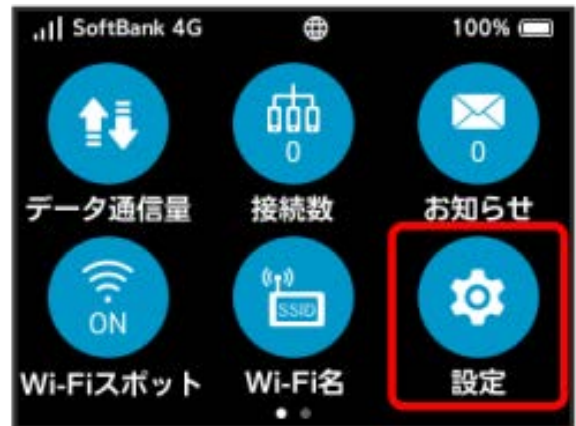 SoftBank 4G 100%
0 0
データ通信量 接続数 お知らせ
ON SSID
Wi-Fiスポット Wi-Fi名 設定